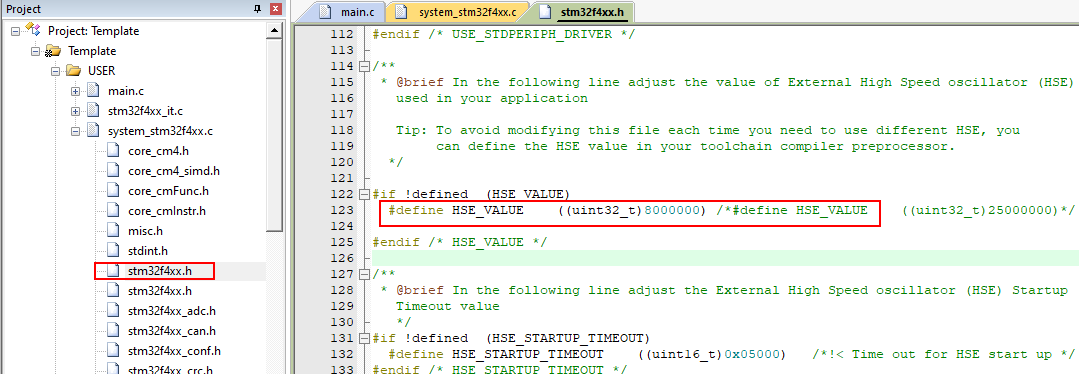 Project
Project: Template
Template
USER
main.c
stm32f4xx_it.c
system_stm32f4xx.c
core_cm4.h
core_cm4_simd.h
core_cmFunc.h
core_cmInstr.h
misc.h
stdint.h
stm32f4xx.h
stm32f4xx.h
stm32f4xx_adc.h
stm32f4xx_can.h
stm32f4xx_conf.h
stm32f4xx_crc.h
main.c system_stm32f4xx.c stm32f4xx.h
112 #endif /* USE_STDPERIPH_DRIVER */
113
114 /**
115 * @brief In the following line adjust the value of External High Speed oscillator (HSE)
116 used in your application
117
118 Tip: To avoid modifying this file each time you need to use different HSE, you
119 can define the HSE value in your toolchain compiler preprocessor.
120 */
121
122 #if !defined (HSE_VALUE)
123 #define HSE_VALUE ((uint32_t)8000000) /*#define HSE_VALUE ((uint32_t)25000000)*/
124
125 #endif /* HSE_VALUE */
126
127 /**
128 * @brief In the following line adjust the External High Speed oscillator (HSE) Startup
129 Timeout value
130 */
131 #if !defined (HSE_STARTUP_TIMEOUT)
132 #define HSE_STARTUP_TIMEOUT ((uint16_t)0x05000) /*!< Time out for HSE start up */
133 #endif /* HSE_STARTUP_TIMEOUT */